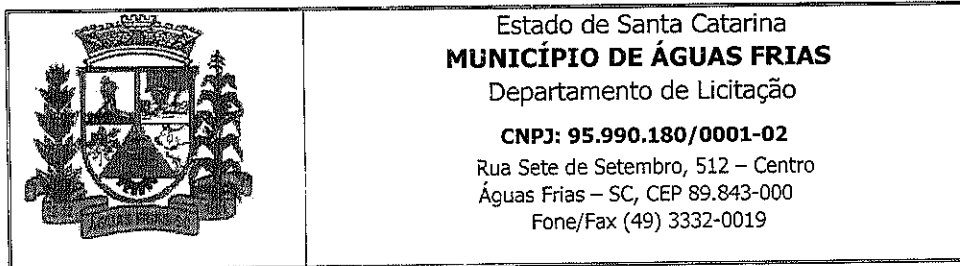 Estado de Santa Catarina
MUNICÍPIO DE ÁGUAS FRIAS
Departamento de Licitação
CNPJ: 95.990.180/0001-02
Rua Sete de Setembro, 512 – Centro
Águas Frias – SC, CEP 89.843-000
Fone/Fax (49) 3332-0019